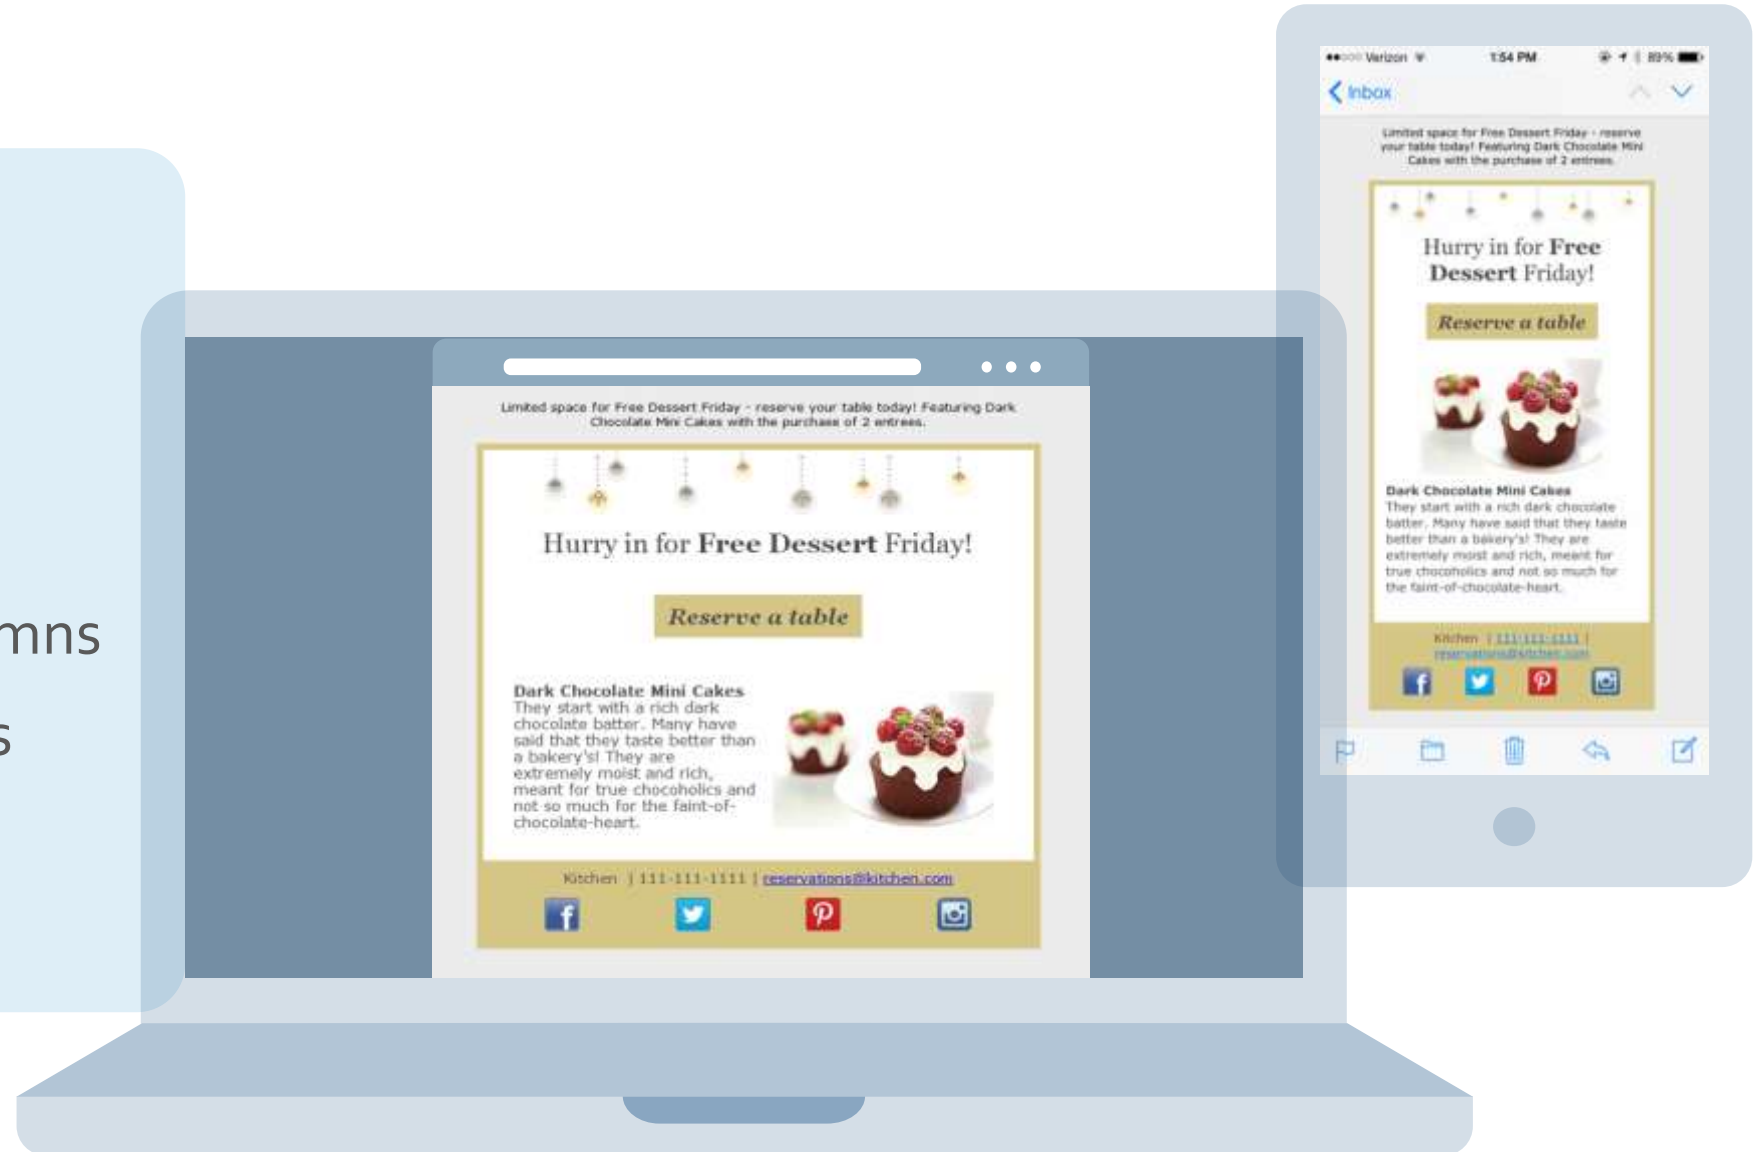 mns
s
Limited space for Free Dessert Friday - reserve your table today! Featuring Dark
Chocolate Mini Cakes with the purchase of 2 entrees.
Hurry in for Free Dessert Friday!
Reserve a table
Dark Chocolate Mini Cakes
They start with a rich dark
chocolate batter. Many have
said that they taste better than
a bakery's! They are
extremely moist and rich,
meant for true chocoholics and
not so much for the faint-of-
chocolate-heart.
Kitchen | 111-111-1111 | reservations@kitchen.com
Verizon 1:54 PM 89%
Inbox
Limited space for Free Dessert Friday - reserve
your table today! Featuring Dark Chocolate Mini
Cakes with the purchase of 2 entrees.
Hurry in for Free
Dessert Friday!
Reserve a table
Dark Chocolate Mini Cakes
They start with a rich dark chocolate
batter. Many have said that they taste
better than a bakery's! They are
extremely moist and rich, meant for
true chocoholics and not so much for
the faint-of-chocolate-heart.
Kitchen | 111-111-1111 |
reservations@kitchen.com